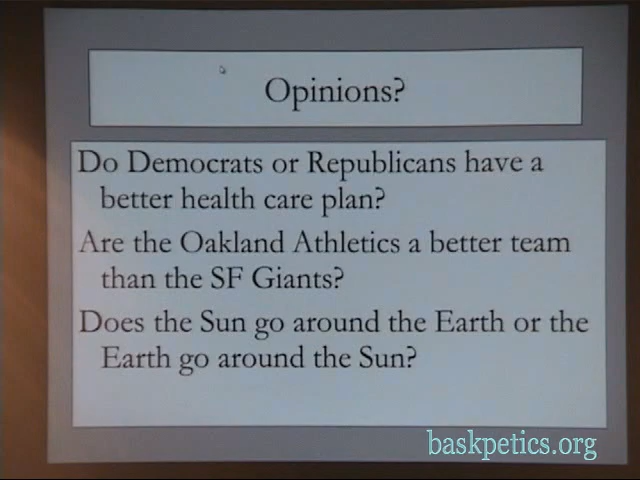 Opinions?
Do Democrats or Republicans have a
better health care plan?
Are the Oakland Athletics a better team
than the SF Giants?
Does the Sun go around the Earth or the
Earth go around the Sun?
baskpetics.org